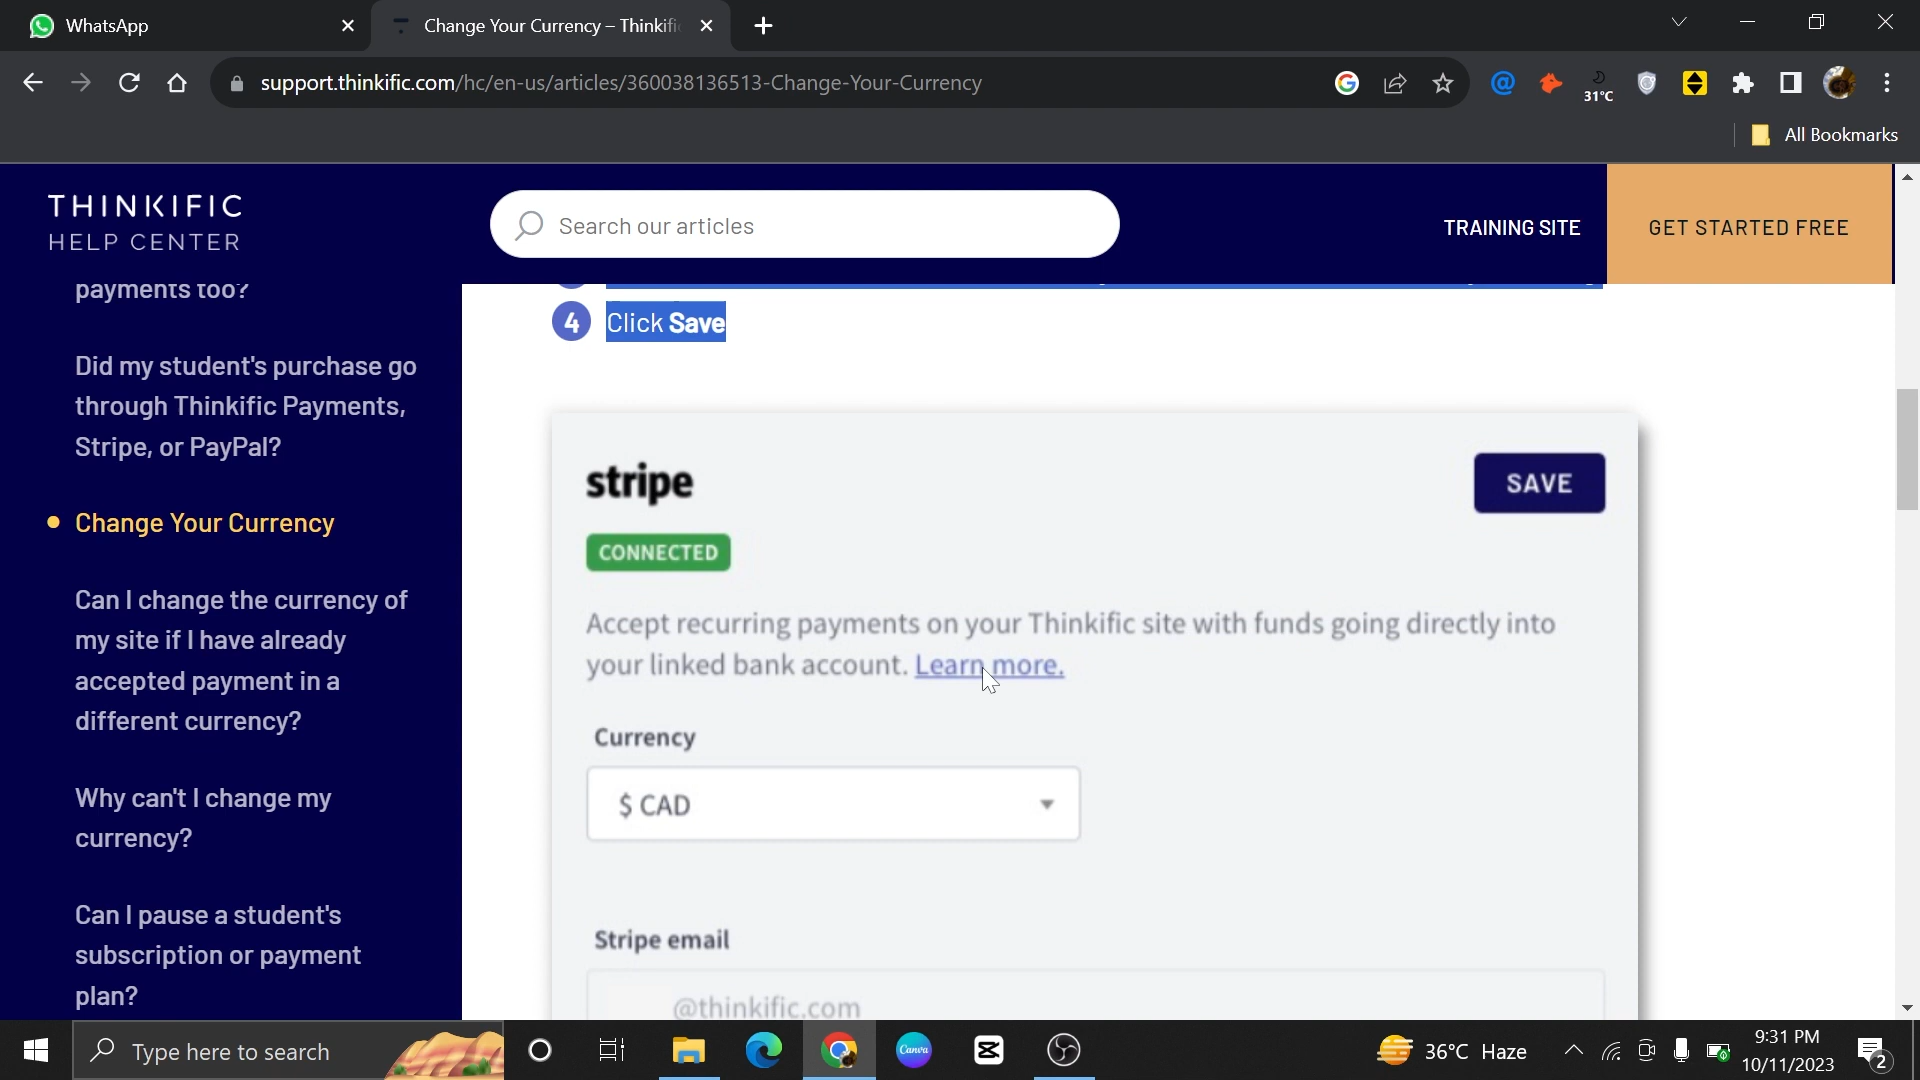 WhatsApp
Change Your Currency – Thinkifi
support.thinkific.com/hc/en-us/articles/360038136513-Change-Your-Currency
31°C
All Bookmarks
THINKIFIC
HELP CENTER
Search our articles
TRAINING SITE
GET STARTED FREE
payments too?
Did my student's purchase go
through Thinkific Payments,
Stripe, or PayPal?
Change Your Currency
Can I change the currency of
my site if I have already
accepted payment in a
different currency?
Why can't I change my
currency?
Can I pause a student's
subscription or payment
plan?
4 Click Save
stripe
SAVE
CONNECTED
Accept recurring payments on your Thinkific site with funds going directly into
your linked bank account. Learn more.
Currency
$ CAD
Stripe email
@thinkific.com
Type here to search
Canva
36°C Haze
9:31 PM
10/11/2023
2